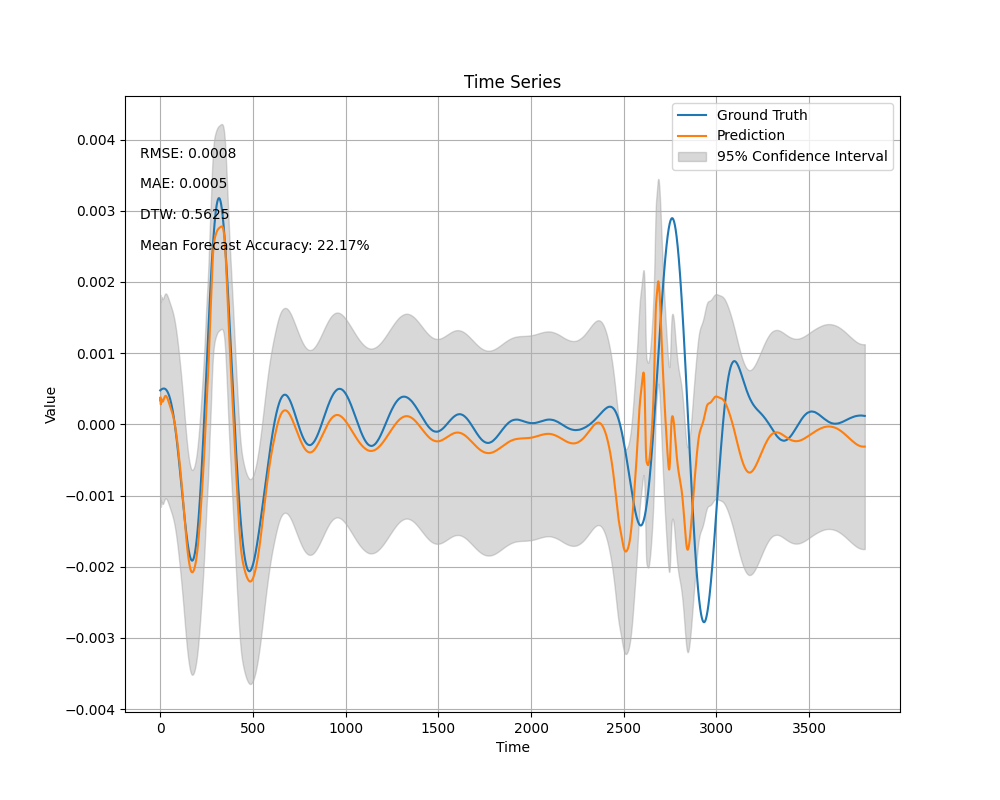 Time Series
Ground Truth
Prediction
95% Confidence Interval
RMSE: 0.0008
MAE: 0.0005
DTW: 0.5625
Mean Forecast Accuracy: 22.17%
0.004
0.003
0.002
0.001
0.000
−0.001
−0.002
−0.003
−0.004
Value
0 500 1000 1500 2000 2500 3000 3500
Time